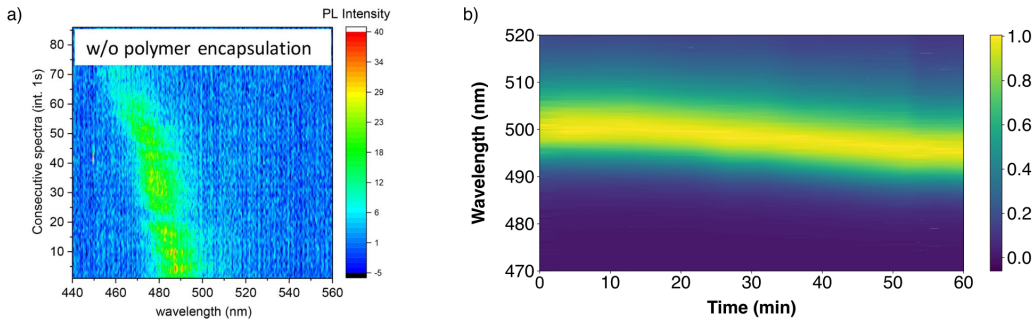 a)
PL Intensity
w/o polymer encapsulation
80
70
60
50
40
30
20
10
Consecutive spectra (int. 1s)
440 460 480 500 520 540 560
wavelength (nm)
40
34
29
23
18
12
6
1
-5
b)
520
510
500
490
480
470
Wavelength (nm)
0 10 20 30 40 50 60
Time (min)
1.0
0.8
0.6
0.4
0.2
0.0